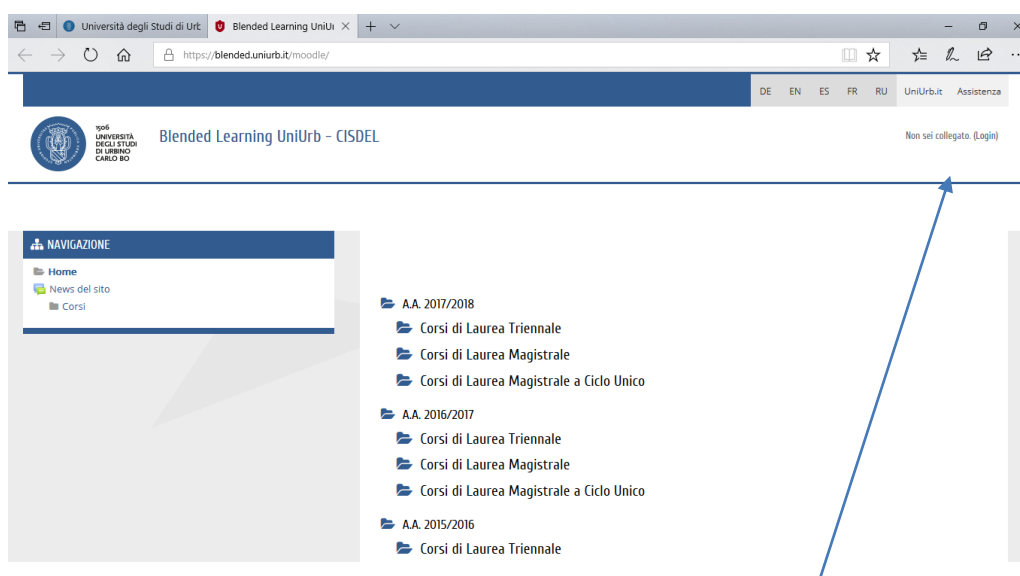 Università degli Studi di Urb
Blended Learning UniUr
https://blended.uniurb.it/moodle/
DE EN ES FR RU UniUrb.it Assistenza
1506
UNIVERSITÀ
DEGLI STUDI
DI URBINO
CARLO BO
Blended Learning UniUrb - CISDEL
Non sei collegato. (Login)
NAVIGAZIONE
Home
News del sito
Corsi
A.A. 2017/2018
Corsi di Laurea Triennale
Corsi di Laurea Magistrale
Corsi di Laurea Magistrale a Ciclo Unico
A.A. 2016/2017
Corsi di Laurea Triennale
Corsi di Laurea Magistrale
Corsi di Laurea Magistrale a Ciclo Unico
A.A. 2015/2016
Corsi di Laurea Triennale